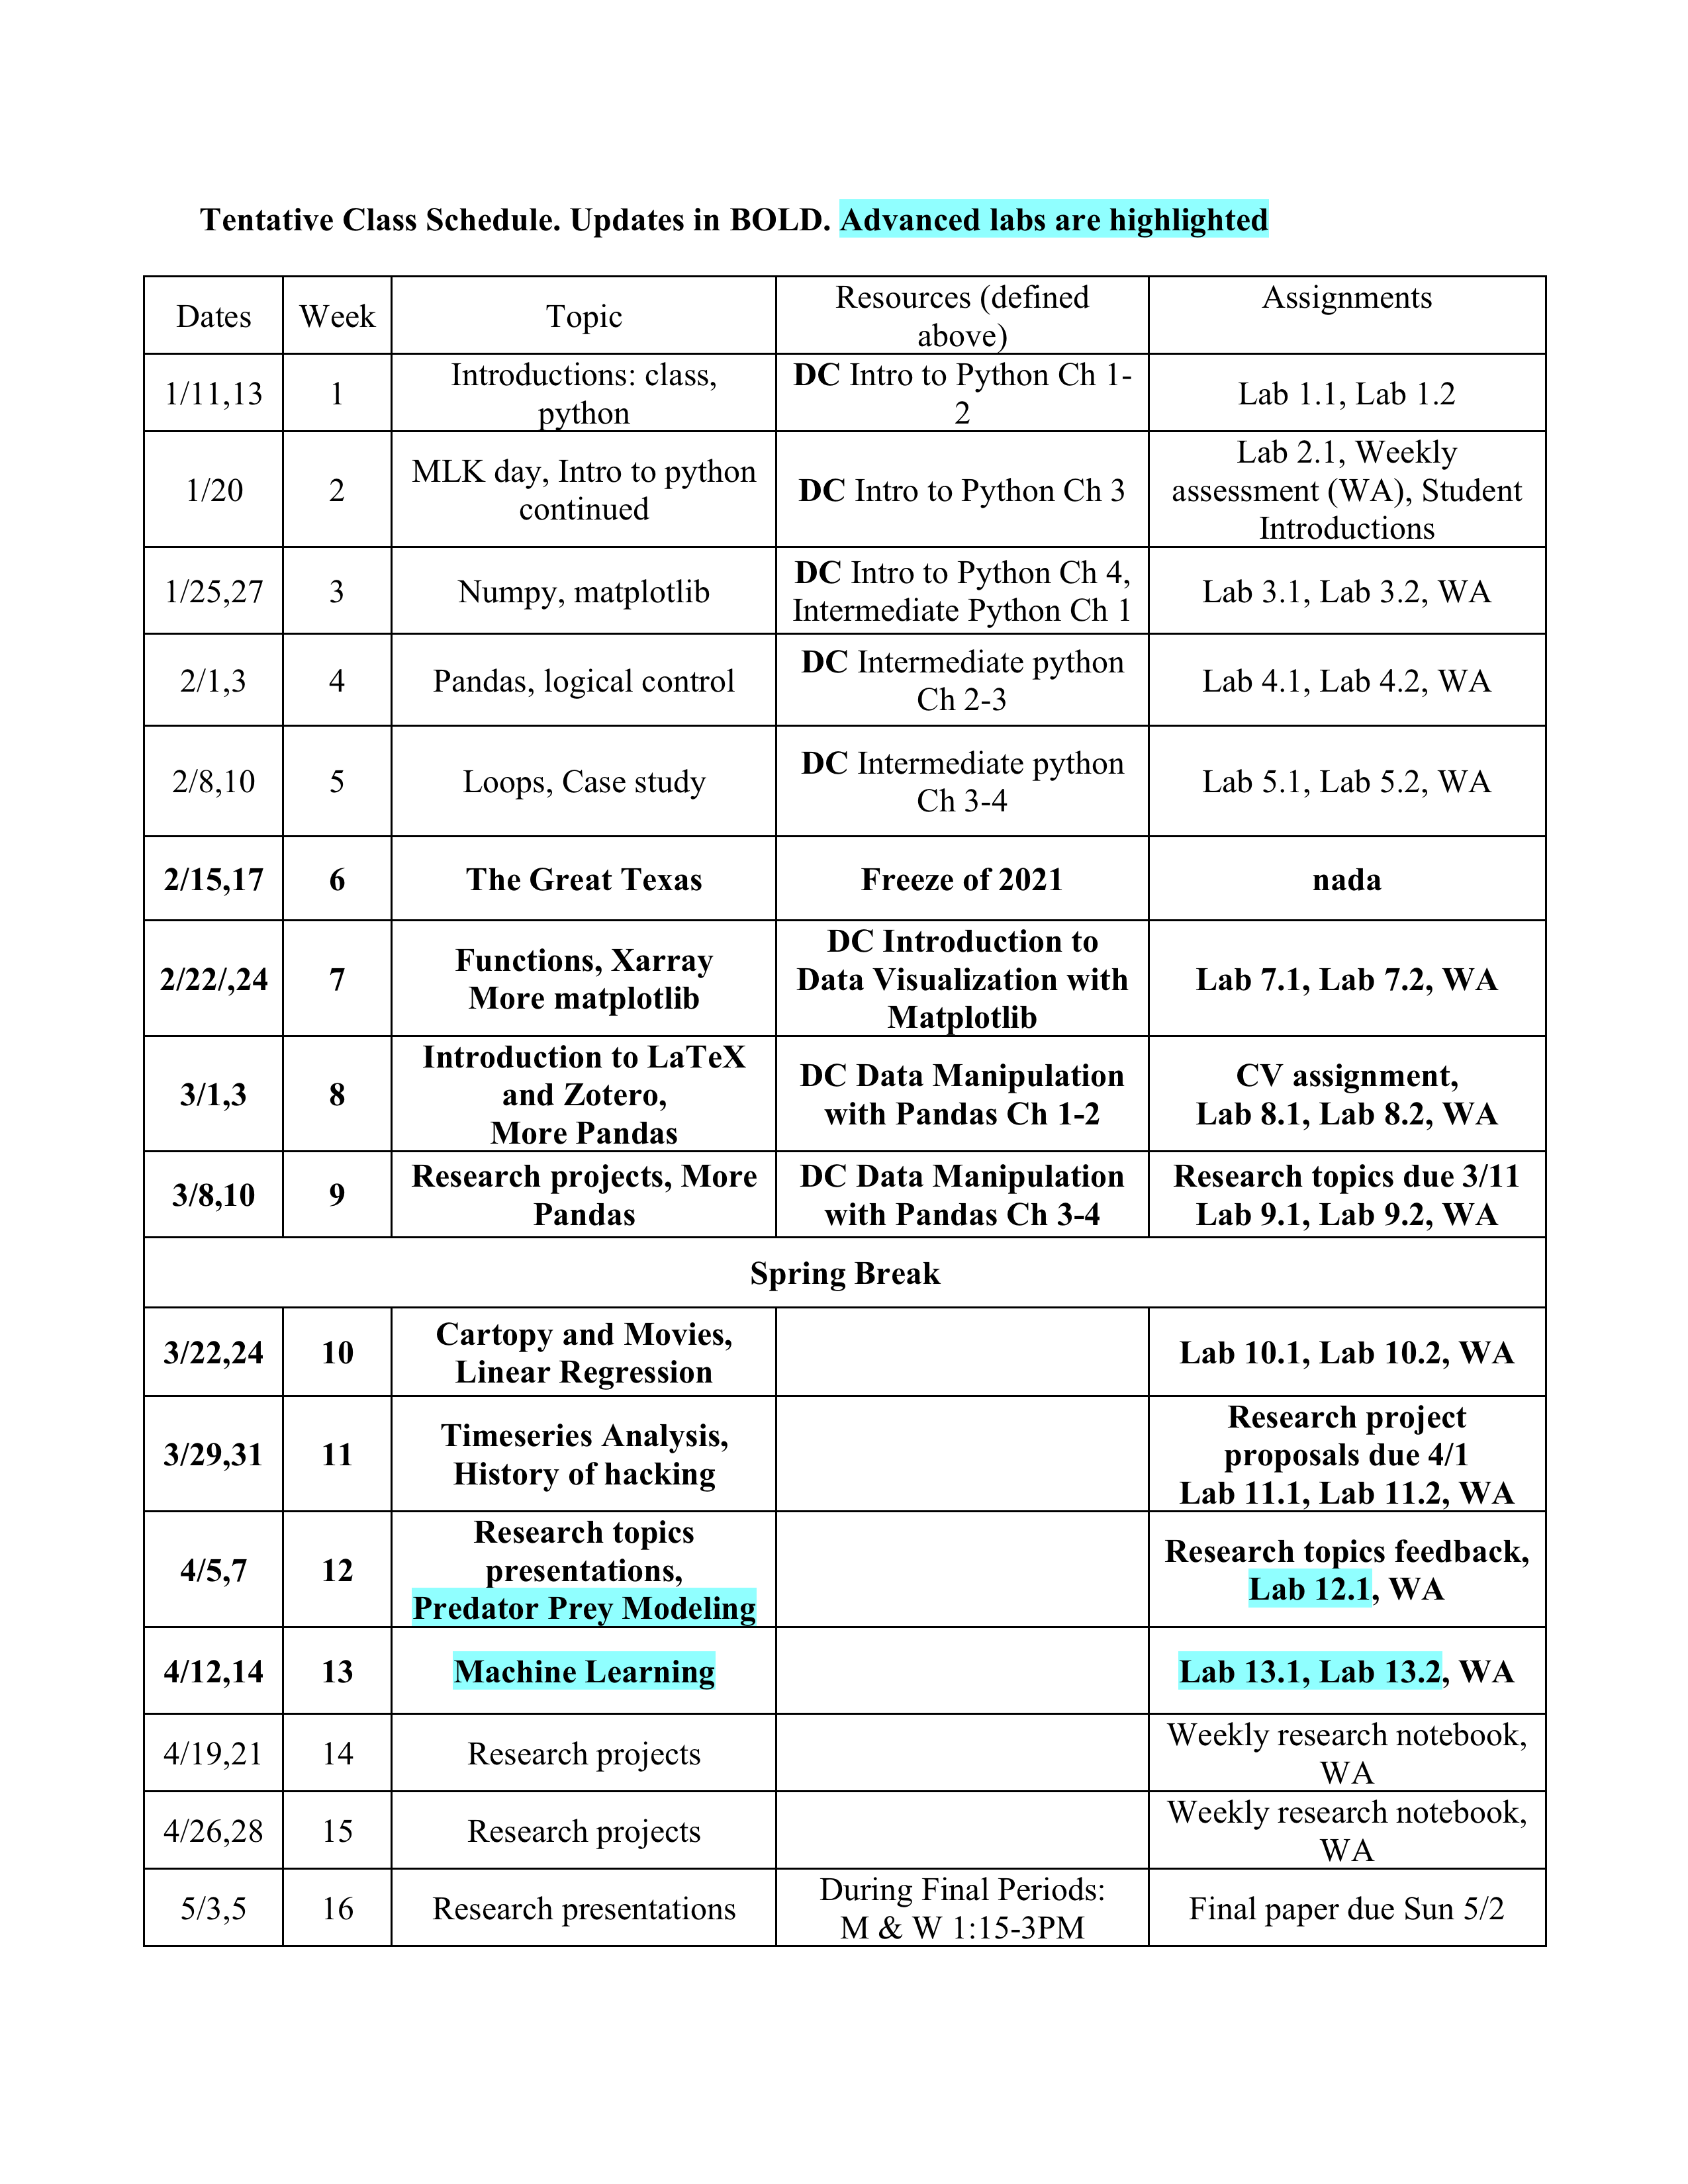 Tentative Class Schedule. Updates in BOLD. Advanced labs are highlighted
Dates
Week
Topic
Resources (defined
above)
Assignments
1/11,13
1
Introductions: class,
python
DC Intro to Python Ch 1-
2
Lab 1.1, Lab 1.2
1/20
2
MLK day, Intro to python
continued
DC Intro to Python Ch 3
Lab 2.1, Weekly
assessment (WA), Student
Introductions
1/25,27
3
Numpy, matplotlib
DC Intro to Python Ch 4,
Intermediate Python Ch 1
Lab 3.1, Lab 3.2, WA
2/1,3
4
Pandas, logical control
DC Intermediate python
Ch 2-3
Lab 4.1, Lab 4.2, WA
2/8,10
5
Loops, Case study
DC Intermediate python
Ch 3-4
Lab 5.1, Lab 5.2, WA
2/15,17
6
The Great Texas
Freeze of 2021
nada
2/22/,24
7
Functions, Xarray
More matplotlib
DC Introduction to
Data Visualization with
Matplotlib
Lab 7.1, Lab 7.2, WA
3/1,3
8
Introduction to LaTeX
and Zotero,
More Pandas
DC Data Manipulation
with Pandas Ch 1-2
CV assignment,
Lab 8.1, Lab 8.2, WA
3/8,10
9
Research projects, More
Pandas
DC Data Manipulation
with Pandas Ch 3-4
Research topics due 3/11
Lab 9.1, Lab 9.2, WA
Spring Break
3/22,24
10
Cartopy and Movies,
Linear Regression
Lab 10.1, Lab 10.2, WA
3/29,31
11
Timeseries Analysis,
History of hacking
Research project
proposals due 4/1
Lab 11.1, Lab 11.2, WA
4/5,7
12
Research topics
presentations,
Predator Prey Modeling
Research topics feedback,
Lab 12.1, WA
4/12,14
13
Machine Learning
Lab 13.1, Lab 13.2, WA
4/19,21
14
Research projects
Weekly research notebook,
WA
4/26,28
15
Research projects
Weekly research notebook,
WA
5/3,5
16
Research presentations
During Final Periods:
M & W 1:15-3PM
Final paper due Sun 5/2